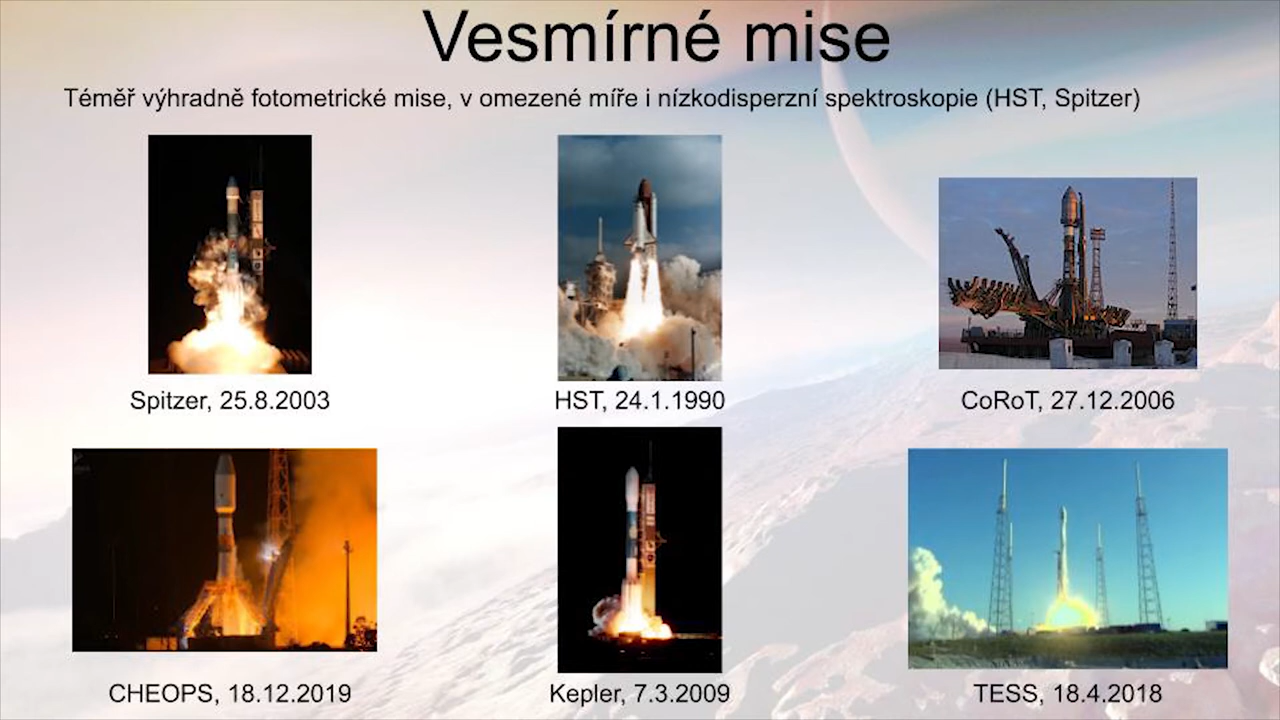 Vesmírné mise
Téměř výhradně fotometrické mise, v omezené míře i nízkodisperzní spektroskopie (HST, Spitzer)
Spitzer, 25.8.2003
HST, 24.1.1990
CoRoT, 27.12.2006
CHEOPS, 18.12.2019
Kepler, 7.3.2009
TESS, 18.4.2018